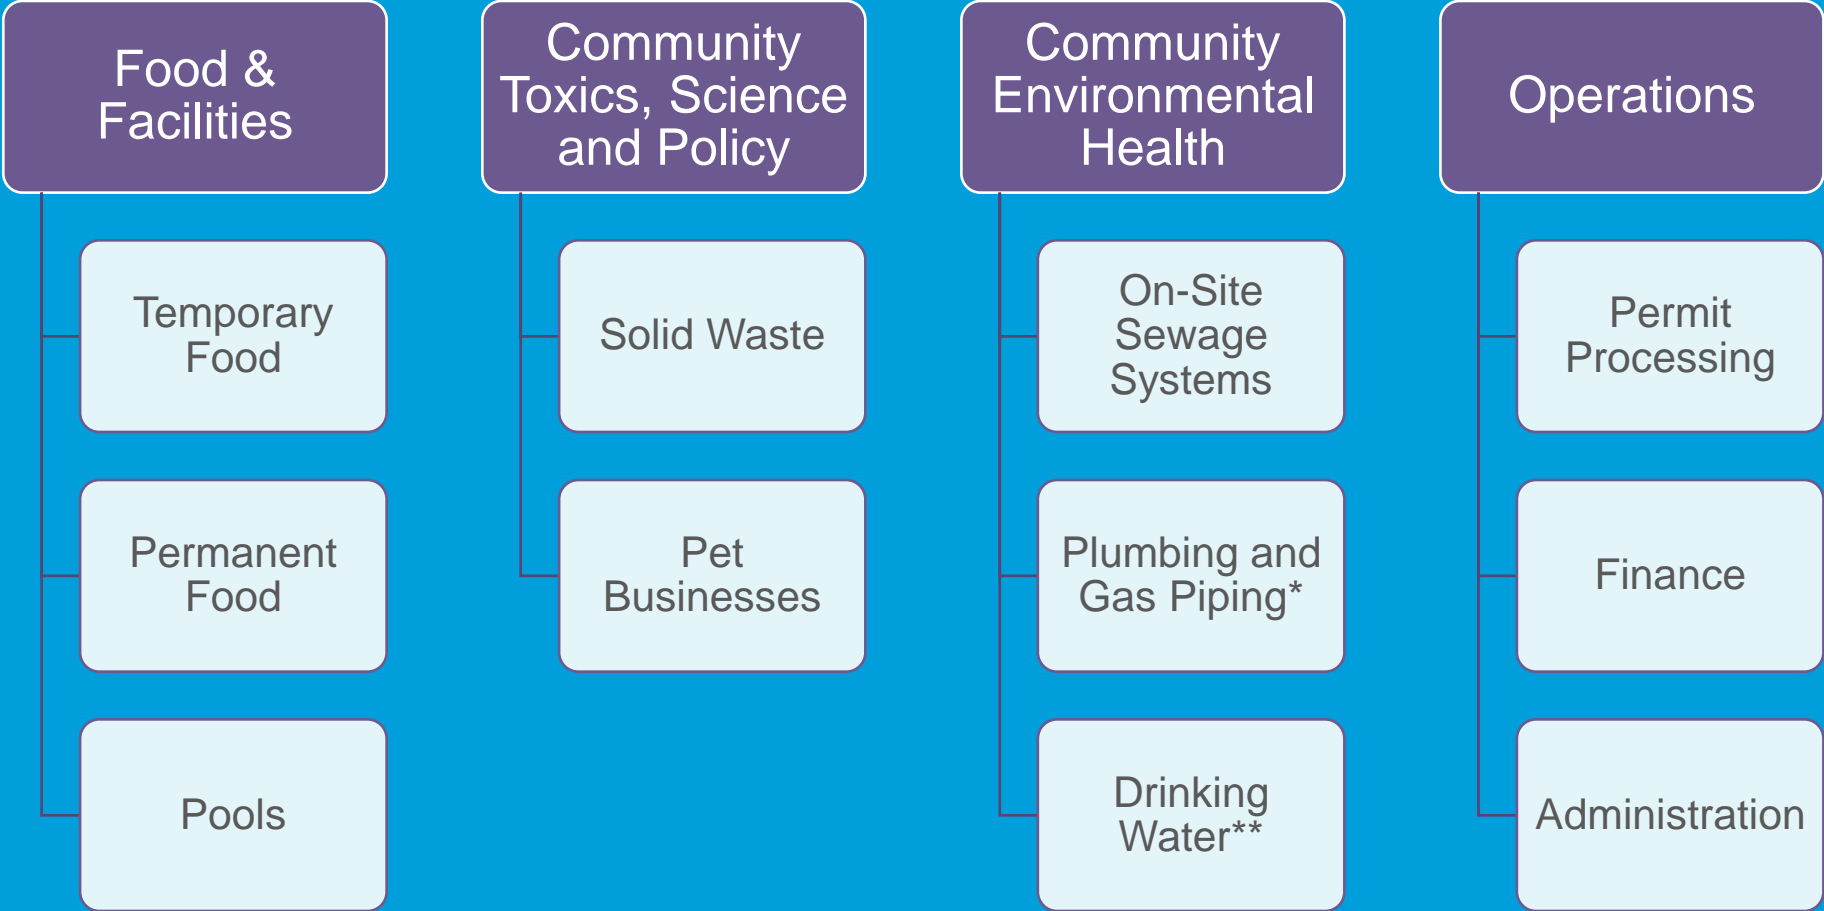 Food &
Facilities
Temporary
Food
Permanent
Food
Pools
Community
Toxics, Science
and Policy
Solid Waste
Pet
Businesses
Community
Environmental
Health
On-Site
Sewage
Systems
Plumbing and
Gas Piping*
Drinking
Water**
Operations
Permit
Processing
Finance
Administration